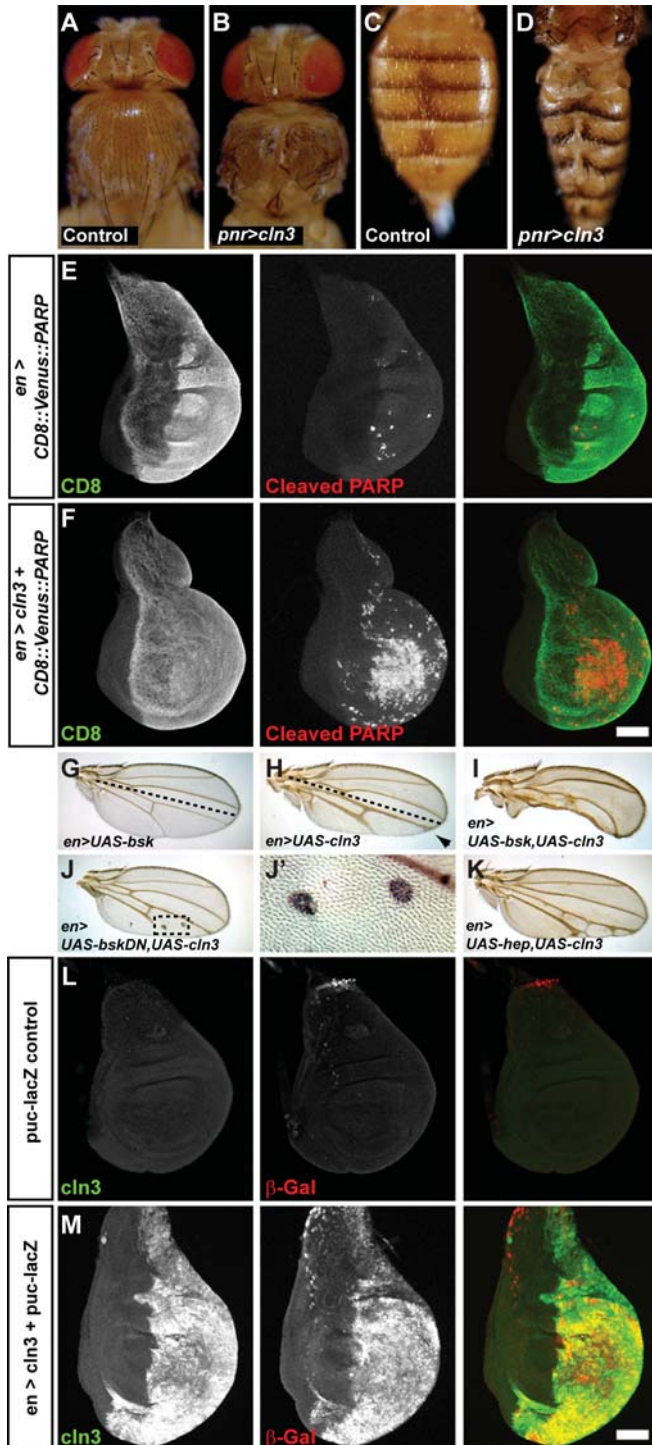 A
B
C
D
Control
pnr>cln3
Control
pnr>cln3
en >
CD8::Venus::PARP
E
CD8
Cleaved PARP
en > cln3 +
CD8::Venus::PARP
F
CD8
Cleaved PARP
G
en>UAS-bsk
H
en>UAS-cln3
I
en>
UAS-bsk,UAS-cln3
J
en>
UAS-bskDN,UAS-cln3
J'
K
en>
UAS-hep,UAS-cln3
puc-lacZ control
L
cln3
β-Gal
en > cln3 + puc-lacZ
M
cln3
β-Gal